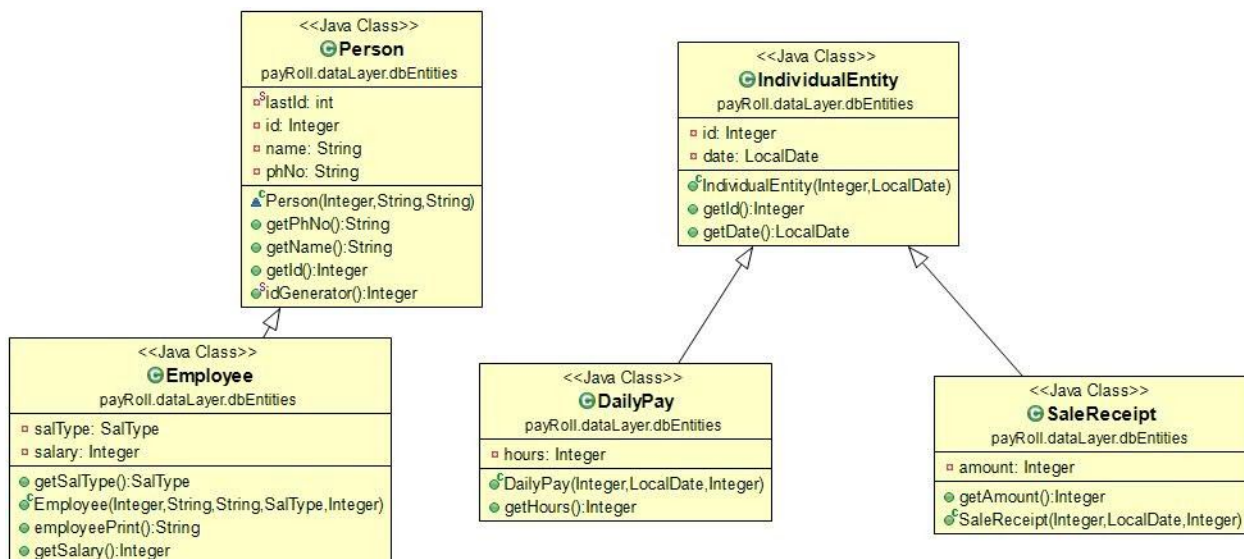 <<Java Class>>
Person
payRoll.dataLayer.dbEntities
lastId: int
id: Integer
name: String
phNo: String
Person(Integer,String,String)
getPhNo():String
getName():String
getId():Integer
idGenerator():Integer
<<Java Class>>
IndividualEntity
payRoll.dataLayer.dbEntities
id: Integer
date: LocalDate
IndividualEntity(Integer,LocalDate)
getId():Integer
getDate():LocalDate
<<Java Class>>
Employee
payRoll.dataLayer.dbEntities
salType: SalType
salary: Integer
getSalType():SalType
Employee(Integer,String,String,SalType,Integer)
employeePrint():String
getSalary():Integer
<<Java Class>>
DailyPay
payRoll.dataLayer.dbEntities
hours: Integer
DailyPay(Integer,LocalDate,Integer)
getHours():Integer
<<Java Class>>
SaleReceipt
payRoll.dataLayer.dbEntities
amount: Integer
getAmount():Integer
SaleReceipt(Integer,LocalDate,Integer)